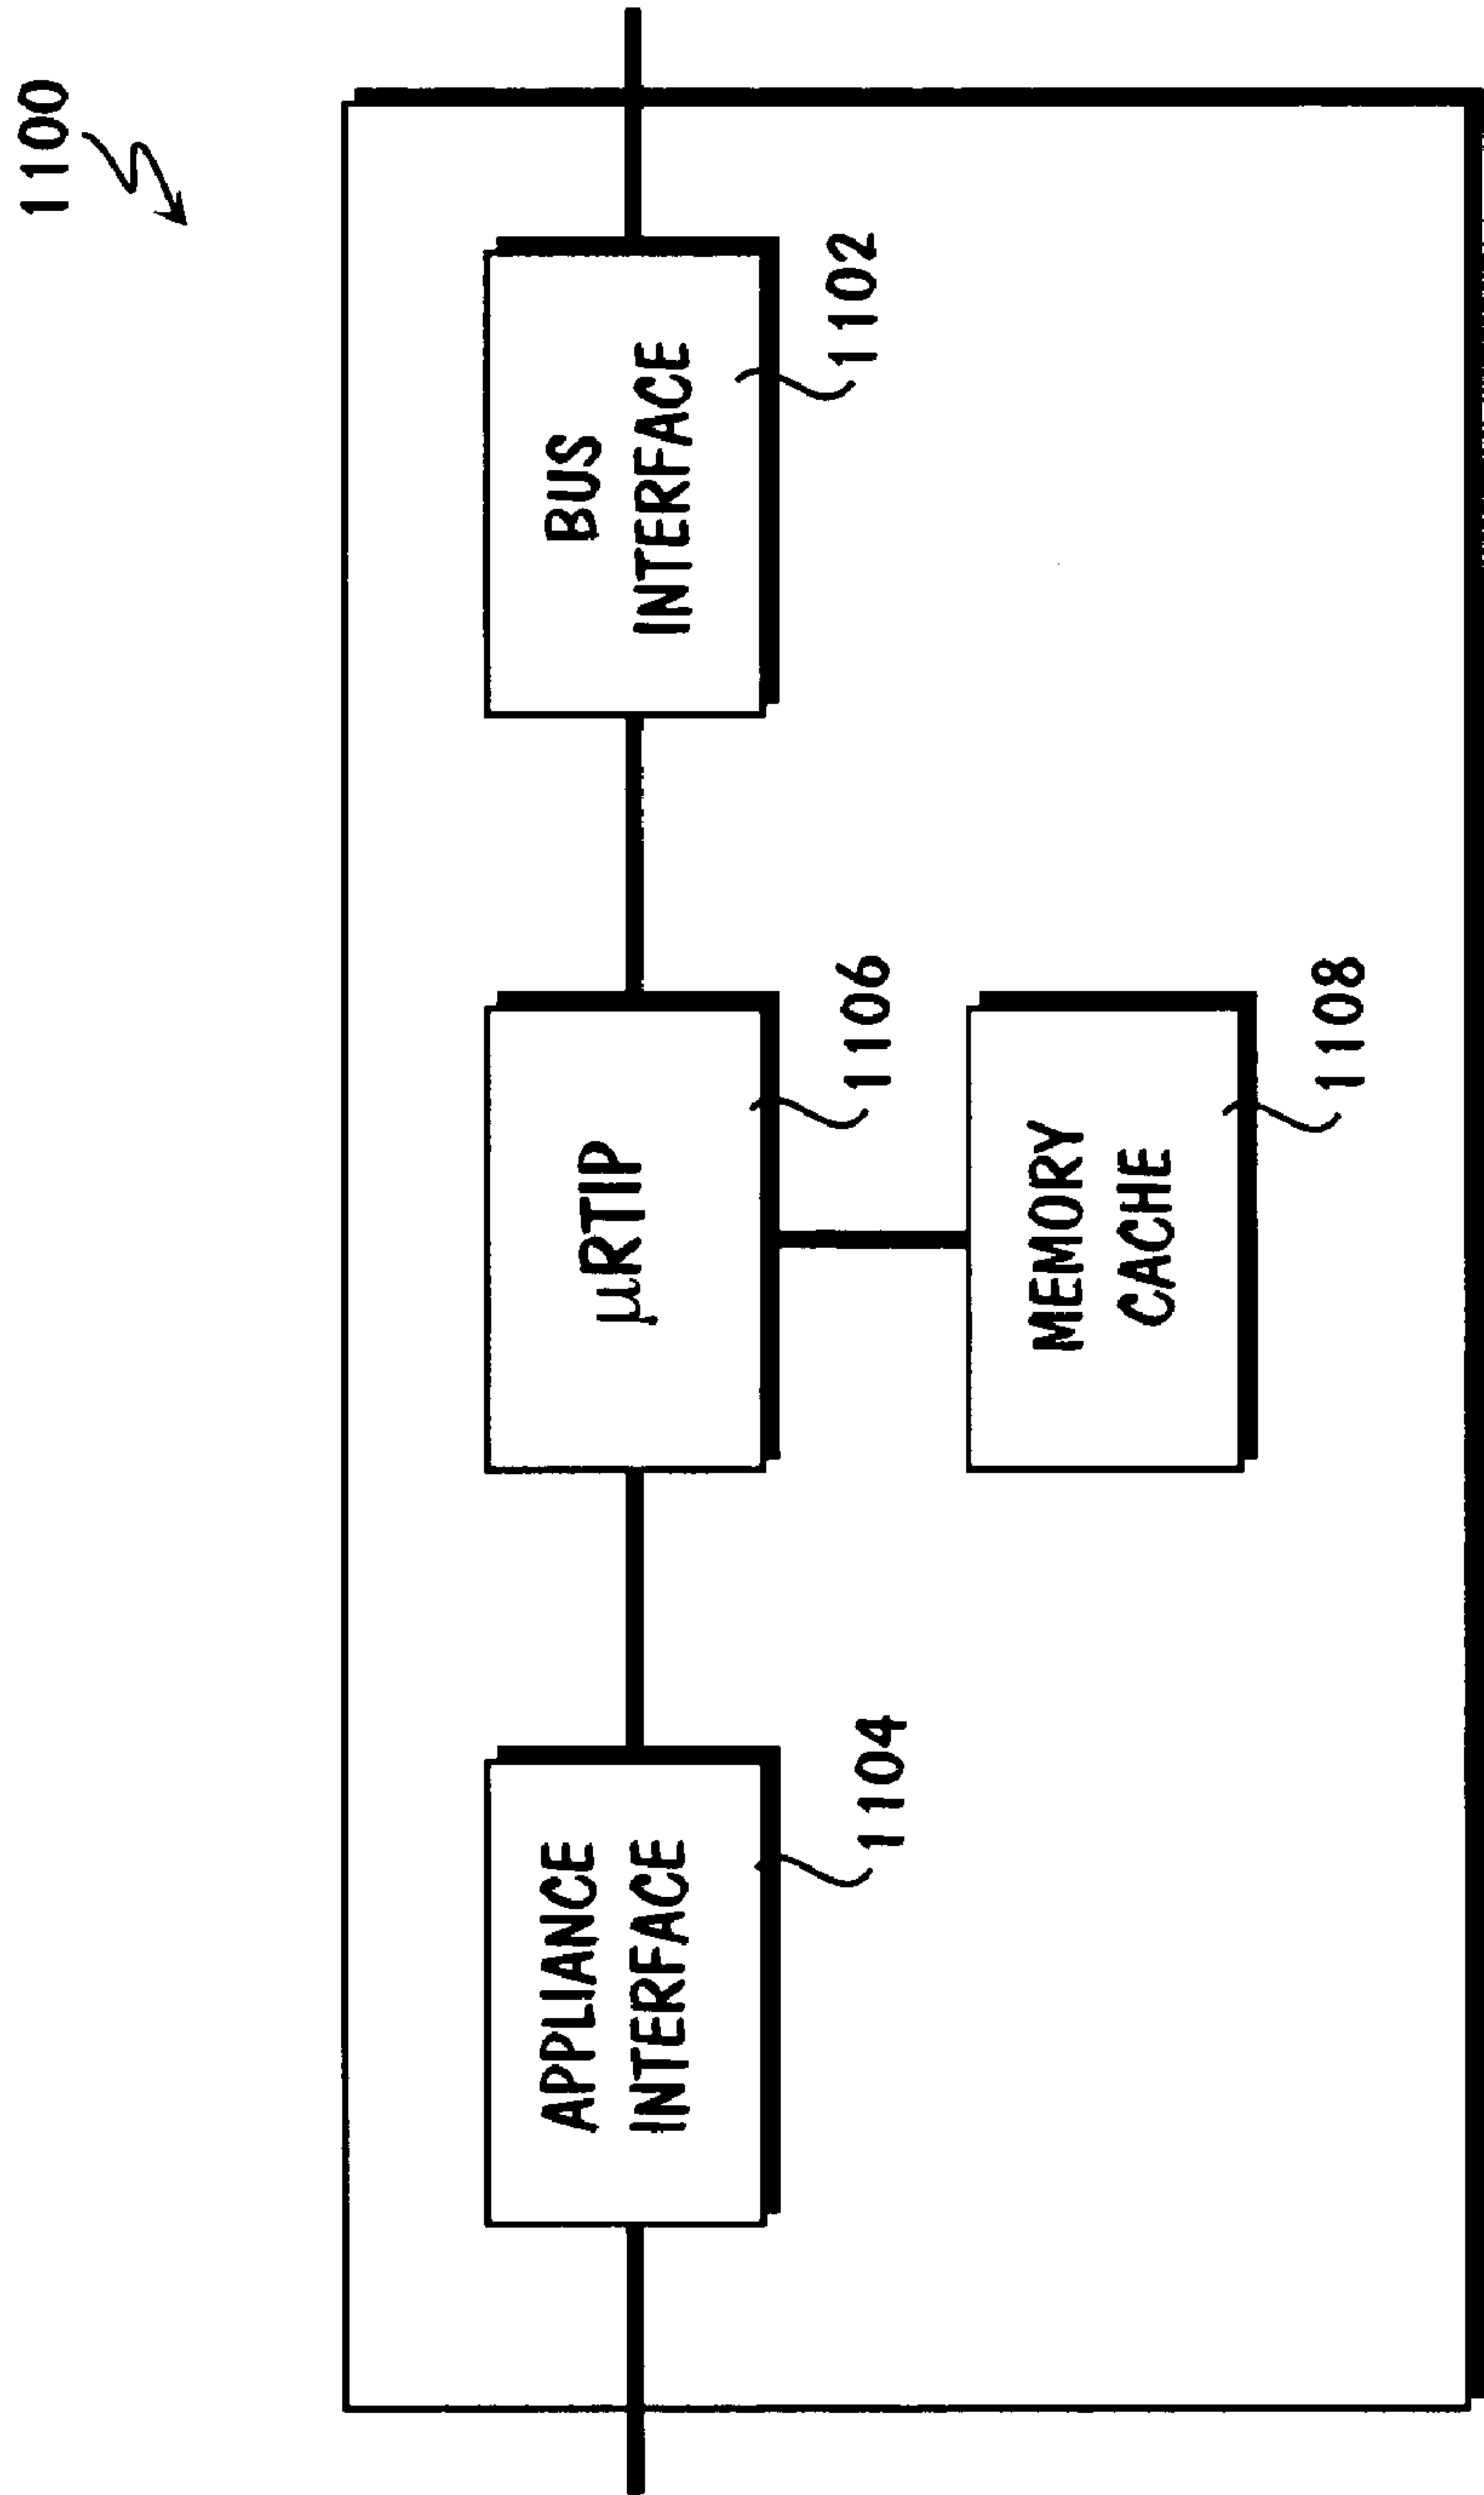 1100
APPLIANCE
INTERFACE
1104
μRTIP
1106
BUS
INTERFACE
1102
MEMORY
CACHE
1108